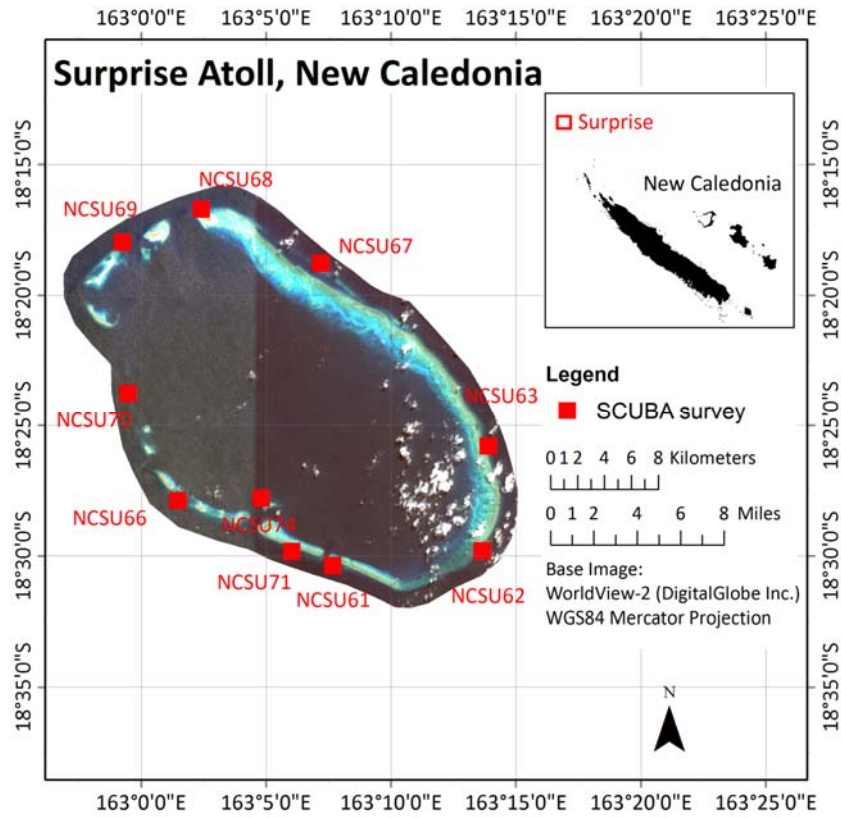 163°0'0"E 163°5'0"E 163°10'0"E 163°15'0"E 163°20'0"E 163°25'0"E
Surprise Atoll, New Caledonia
Surprise
New Caledonia
18°15'0"S
18°20'0"S
18°25'0"S
18°30'0"S
18°35'0"S
18°15'0"S
18°20'0"S
18°25'0"S
18°30'0"S
18°35'0"S
NCSU68
NCSU69
NCSU67
NCSU63
NCSU70
NCSU66
NCSU74
NCSU71
NCSU61
NCSU62
Legend
SCUBA survey
0 1 2 4 6 8 Kilometers
0 1 2 4 6 8 Miles
Base Image:
WorldView-2 (DigitalGlobe Inc.)
WGS84 Mercator Projection
N
163°0'0"E 163°5'0"E 163°10'0"E 163°15'0"E 163°20'0"E 163°25'0"E